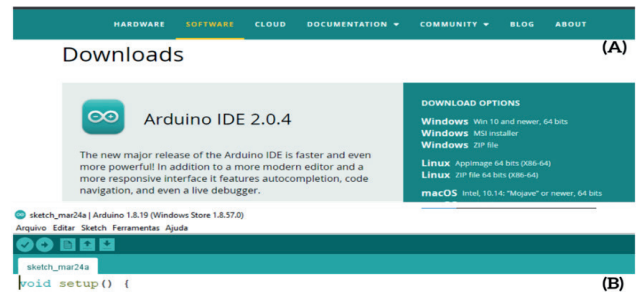 HARDWARE SOFTWARE CLOUD DOCUMENTATION COMMUNITY BLOG ABOUT
(A)
Downloads
Arduino IDE 2.0.4
The new major release of the Arduino IDE is faster and even
more powerful! In addition to a more modern editor and a
more responsive interface it features autocompletion, code
navigation, and even a live debugger.
DOWNLOAD OPTIONS
Windows Win 10 and newer, 64 bits
Windows MSI installer
Windows ZIP file
Linux AppImage 64 bits (X86-64)
Linux ZIP file 64 bits (X86-64)
macOS Intel, 10.14: "Mojave" or newer, 64 bits
sketch_mar24a | Arduino 1.8.19 (Windows Store 1.8.57.0)
Arquivo Editar Sketch Ferramentas Ajuda
sketch_mar24a
void setup() {
(B)